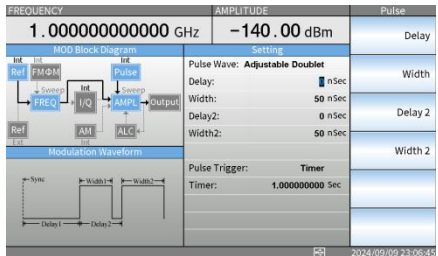 FREQUENCY
AMPLITUDE
Pulse
1.000000000000 GHz
-140.00 dBm
Delay
MOD Block Diagram
Setting
Int
Int
Int
Ref
FMΦM
Pulse
Sweep
Int
Sweep
FREQ
I/Q
AMPL
Output
Ref
AM
ALC
Ext
Int
Pulse Wave: Adjustable Doublet
Delay: 0 nSec
Width: 50 nSec
Delay2: 0 nSec
Width2: 50 nSec
Pulse Trigger: Timer
Timer: 1.000000000 Sec
Width
Delay 2
Width 2
Modulation Waveform
Sync
Width1
Width2
Delay1
Delay2
2024/09/09 23:06:45